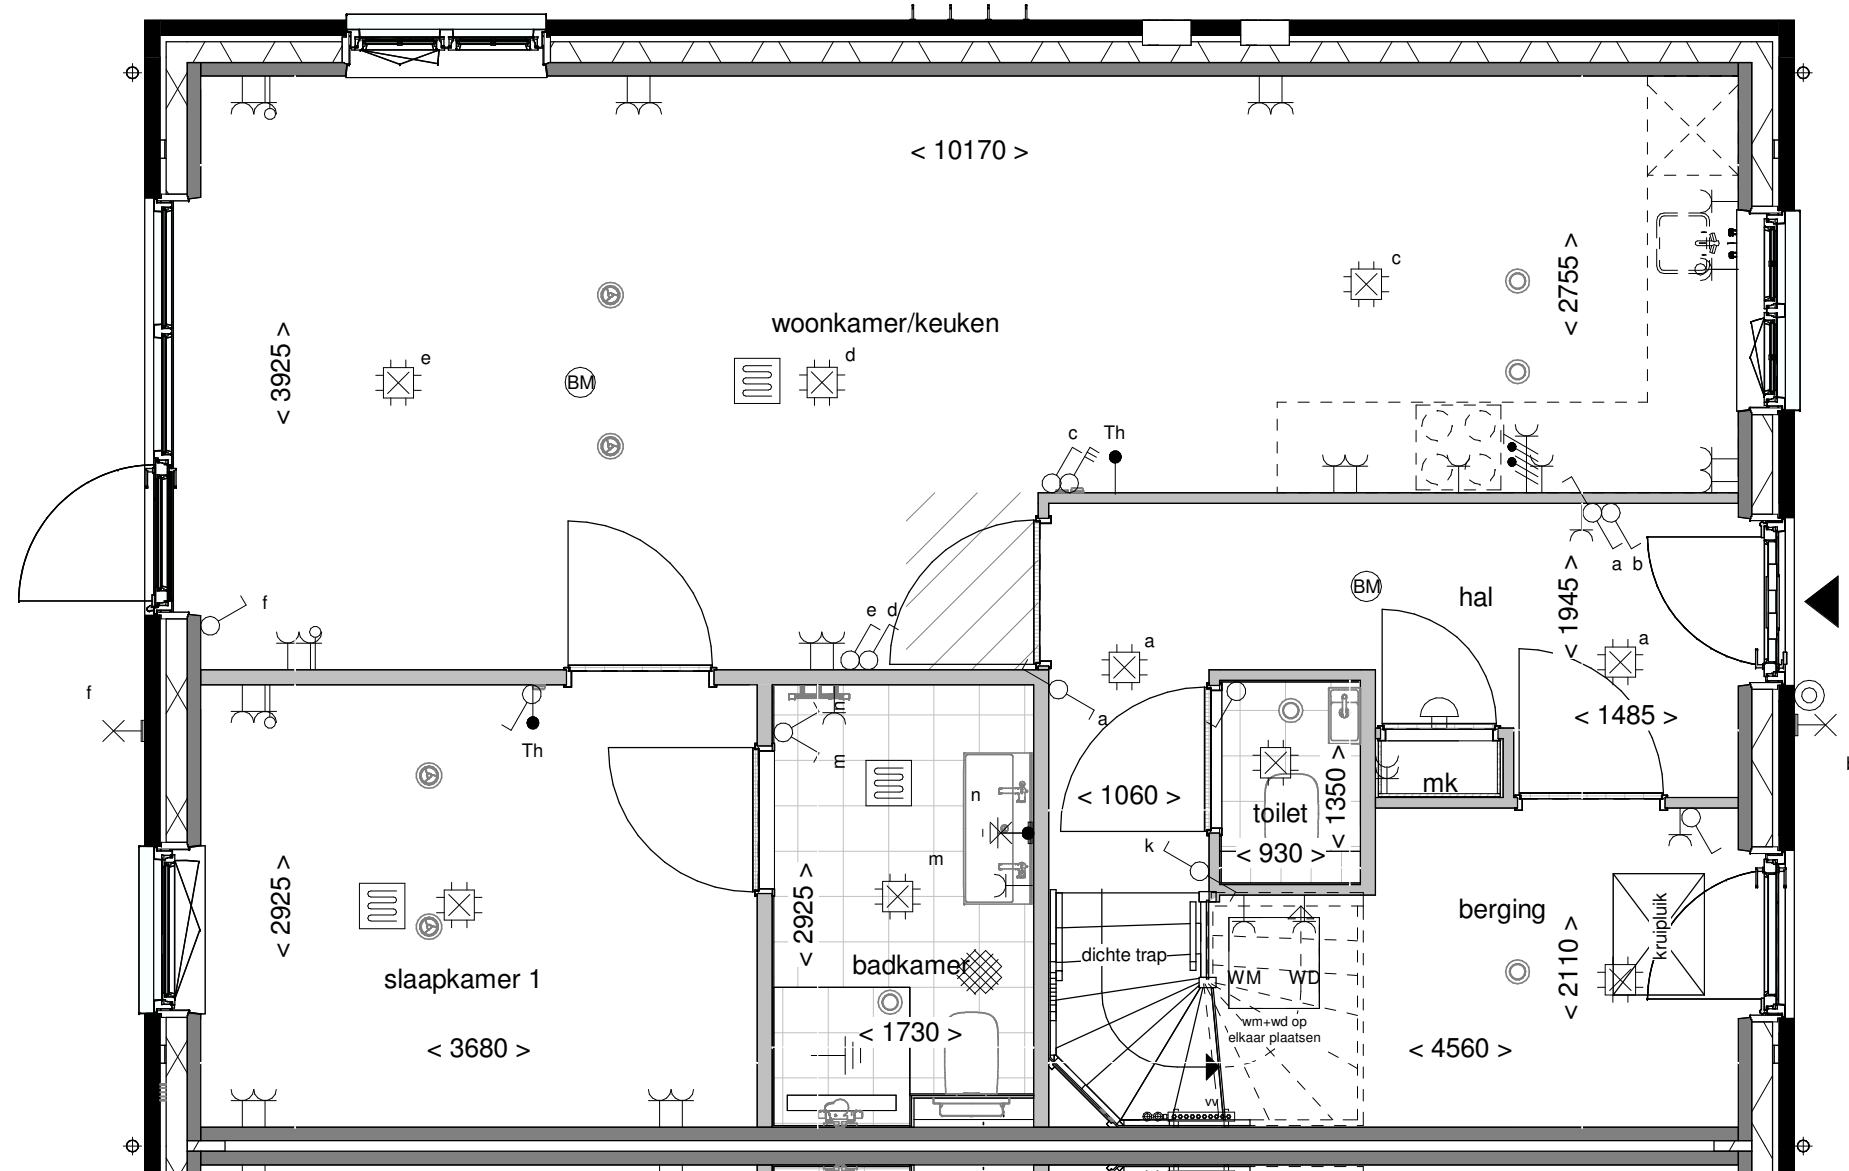 < 10170 >
c
< 2755 >
woonkamer/keuken
< 3925 >
e
BM
d
c
Th
a b
hal
BM
< 1945 >
f
e d
a
a
f
n
a
Th
m
< 1485 >
n
< 1060 >
< 1350 >
mk
toilet
m
k
< 930 >
< 2925 >
< 2925 >
berging
kruipluik
< 2110 >
dichte trap
badkamer
slaapkamer 1
WM
WD
wm+wd op
elkaar plaatsen
< 1730 >
< 3680 >
< 4560 >
vv